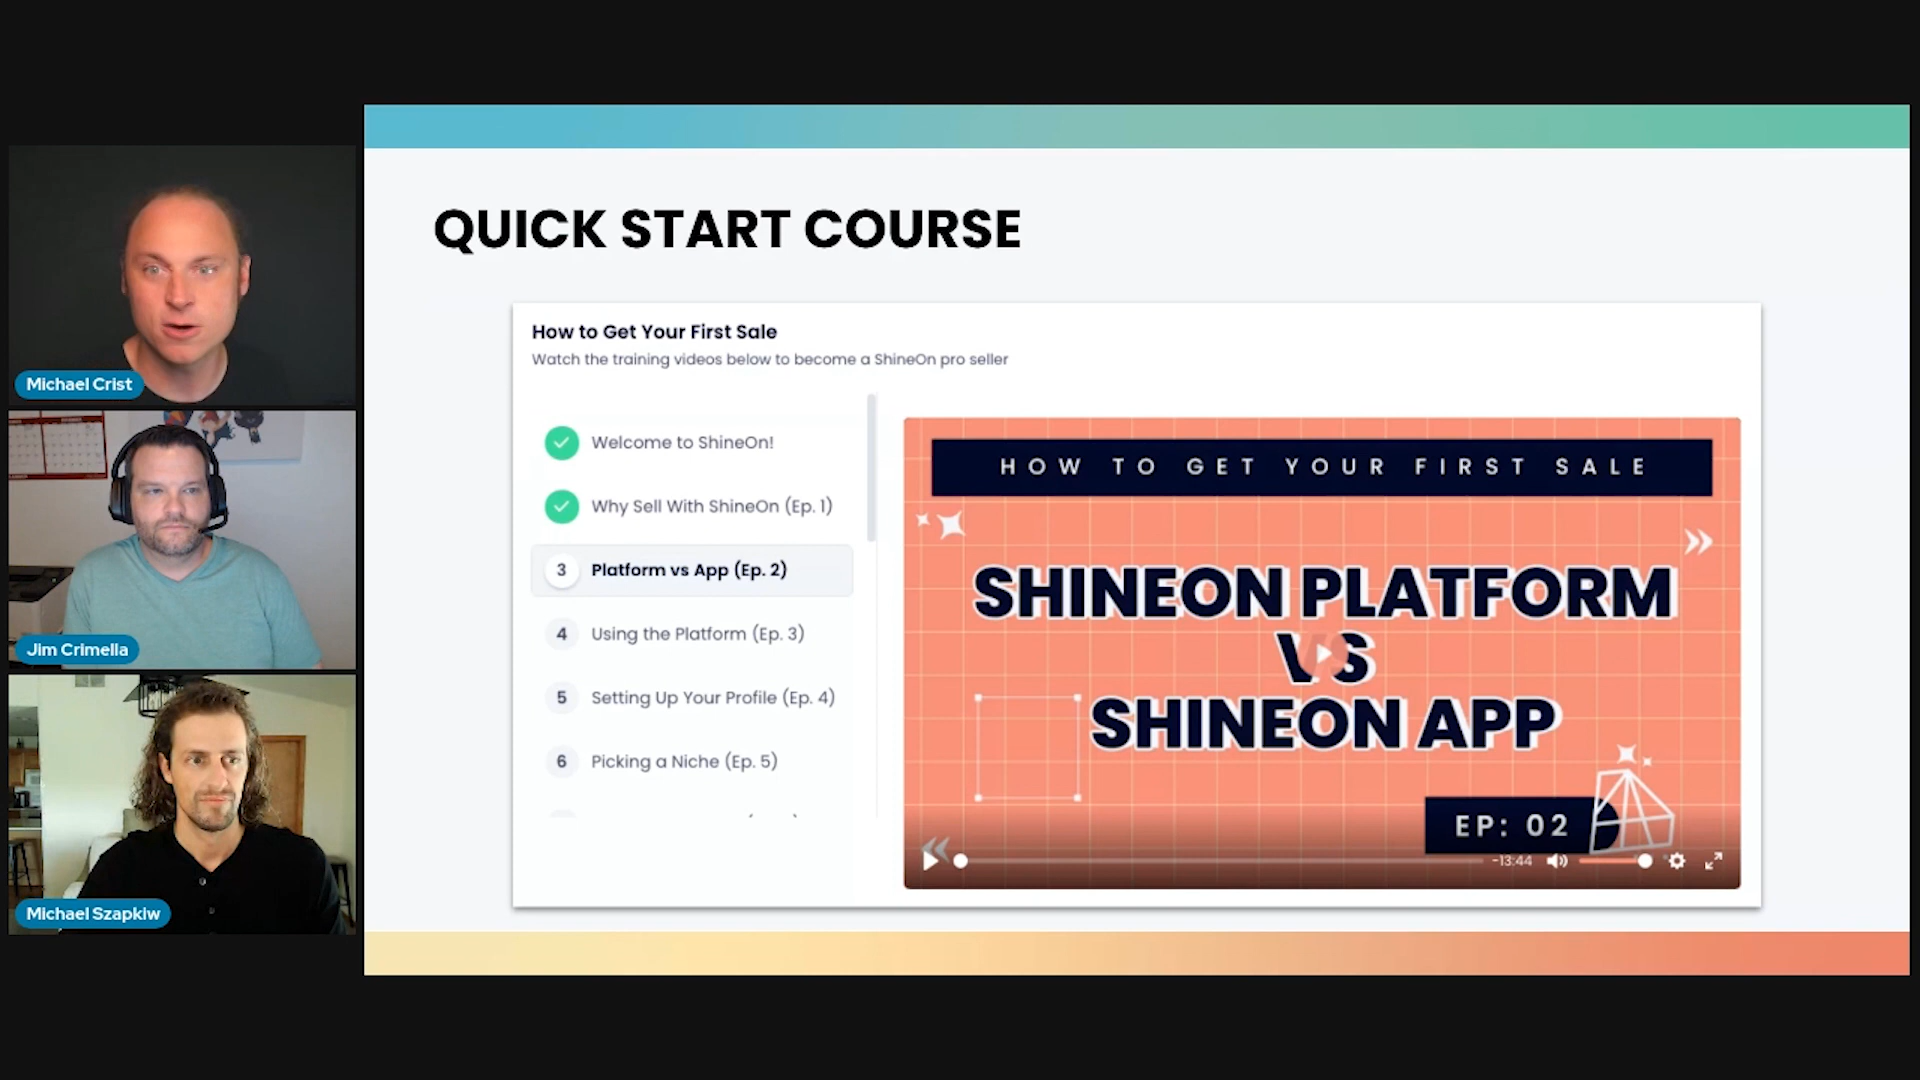 Michael Crist
Jim Crimella
Michael Szapkiw
QUICK START COURSE
How to Get Your First Sale
Watch the training videos below to become a ShineOn pro seller
Welcome to ShineOn!
Why Sell With ShineOn (Ep. 1)
3 Platform vs App (Ep. 2)
4 Using the Platform (Ep. 3)
5 Setting Up Your Profile (Ep. 4)
6 Picking a Niche (Ep. 5)
HOW TO GET YOUR FIRST SALE
SHINEON PLATFORM
VS
SHINEON APP
EP: 02
-13:44